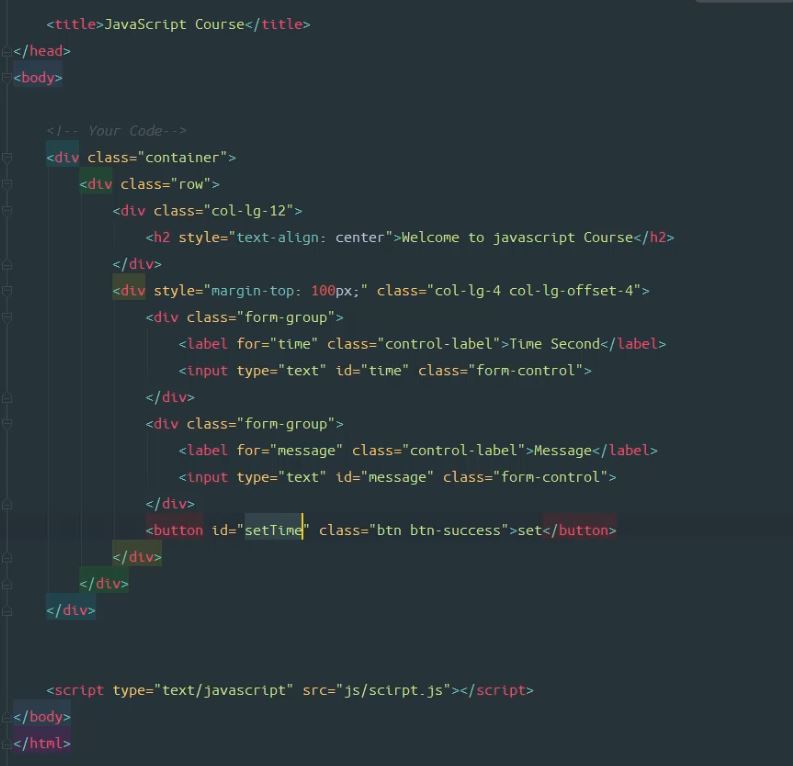 <title>JavaScript Course</title>
</head>
<body>
<!-- Your Code-->
<div class="container">
<div class="row">
<div class="col-lg-12">
<h2 style="text-align: center">Welcome to javascript Course</h2>
</div>
<div style="margin-top: 100px;" class="col-lg-4 col-lg-offset-4">
<div class="form-group">
<label for="time" class="control-label">Time Second</label>
<input type="text" id="time" class="form-control">
</div>
<div class="form-group">
<label for="message" class="control-label">Message</label>
<input type="text" id="message" class="form-control">
</div>
<button id="setTime" class="btn btn-success">set</button>
</div>
</div>
</div>
<script type="text/javascript" src="js/scirpt.js"></script>
</body>
</html>